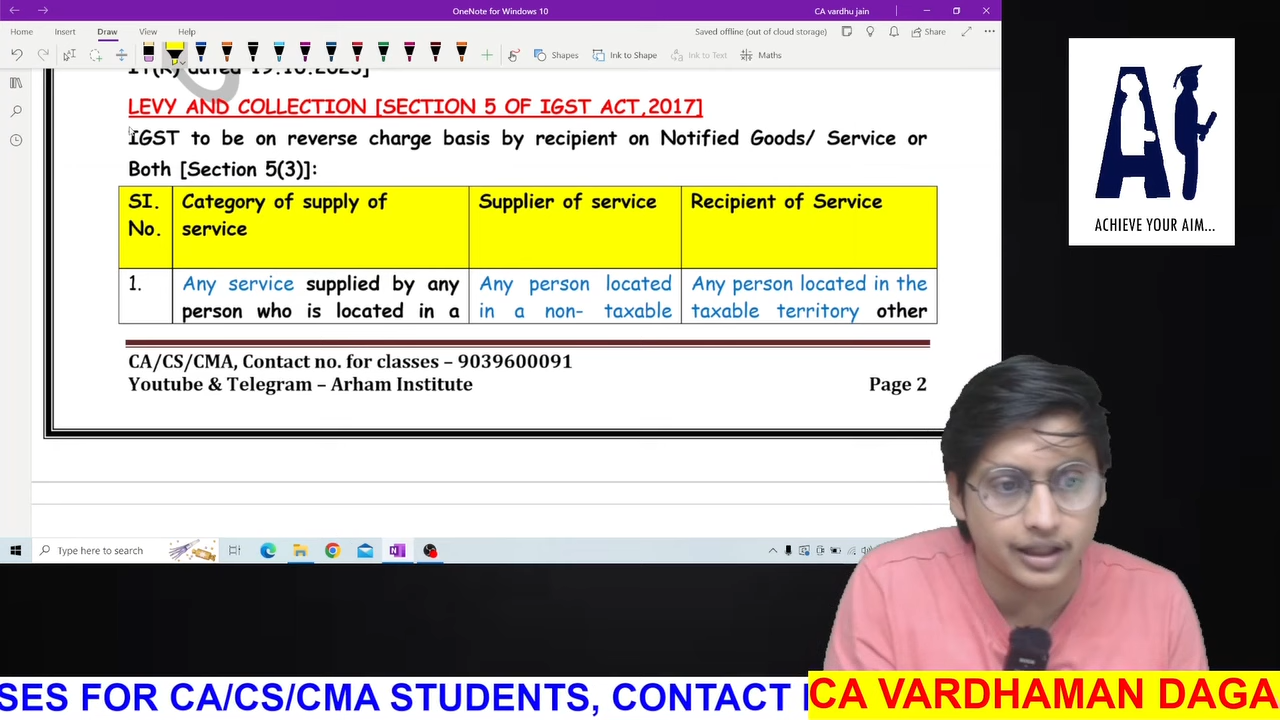 OneNote for Windows 10
CA vardhu jain
Home Insert Draw View Help
Saved offline (out of cloud storage)
Share
Shapes
Ink to Shape
Ink to Text
Maths
IT(R) dated 19.10.2023]
LEVY AND COLLECTION [SECTION 5 OF IGST ACT,2017]
IGST to be on reverse charge basis by recipient on Notified Goods/ Service or
Both [Section 5(3)]:
SI. Category of supply of Supplier of service Recipient of Service
No. service
1. Any service supplied by any Any person located Any person located in the
person who is located in a in a non- taxable taxable territory other
CA/CS/CMA, Contact no. for classes – 9039600091
Youtube & Telegram – Arham Institute Page 2
Type here to search
AI
ACHIEVE YOUR AIM...
SES FOR CA/CS/CMA STUDENTS, CONTACT
CA VARDHAMAN DAGA